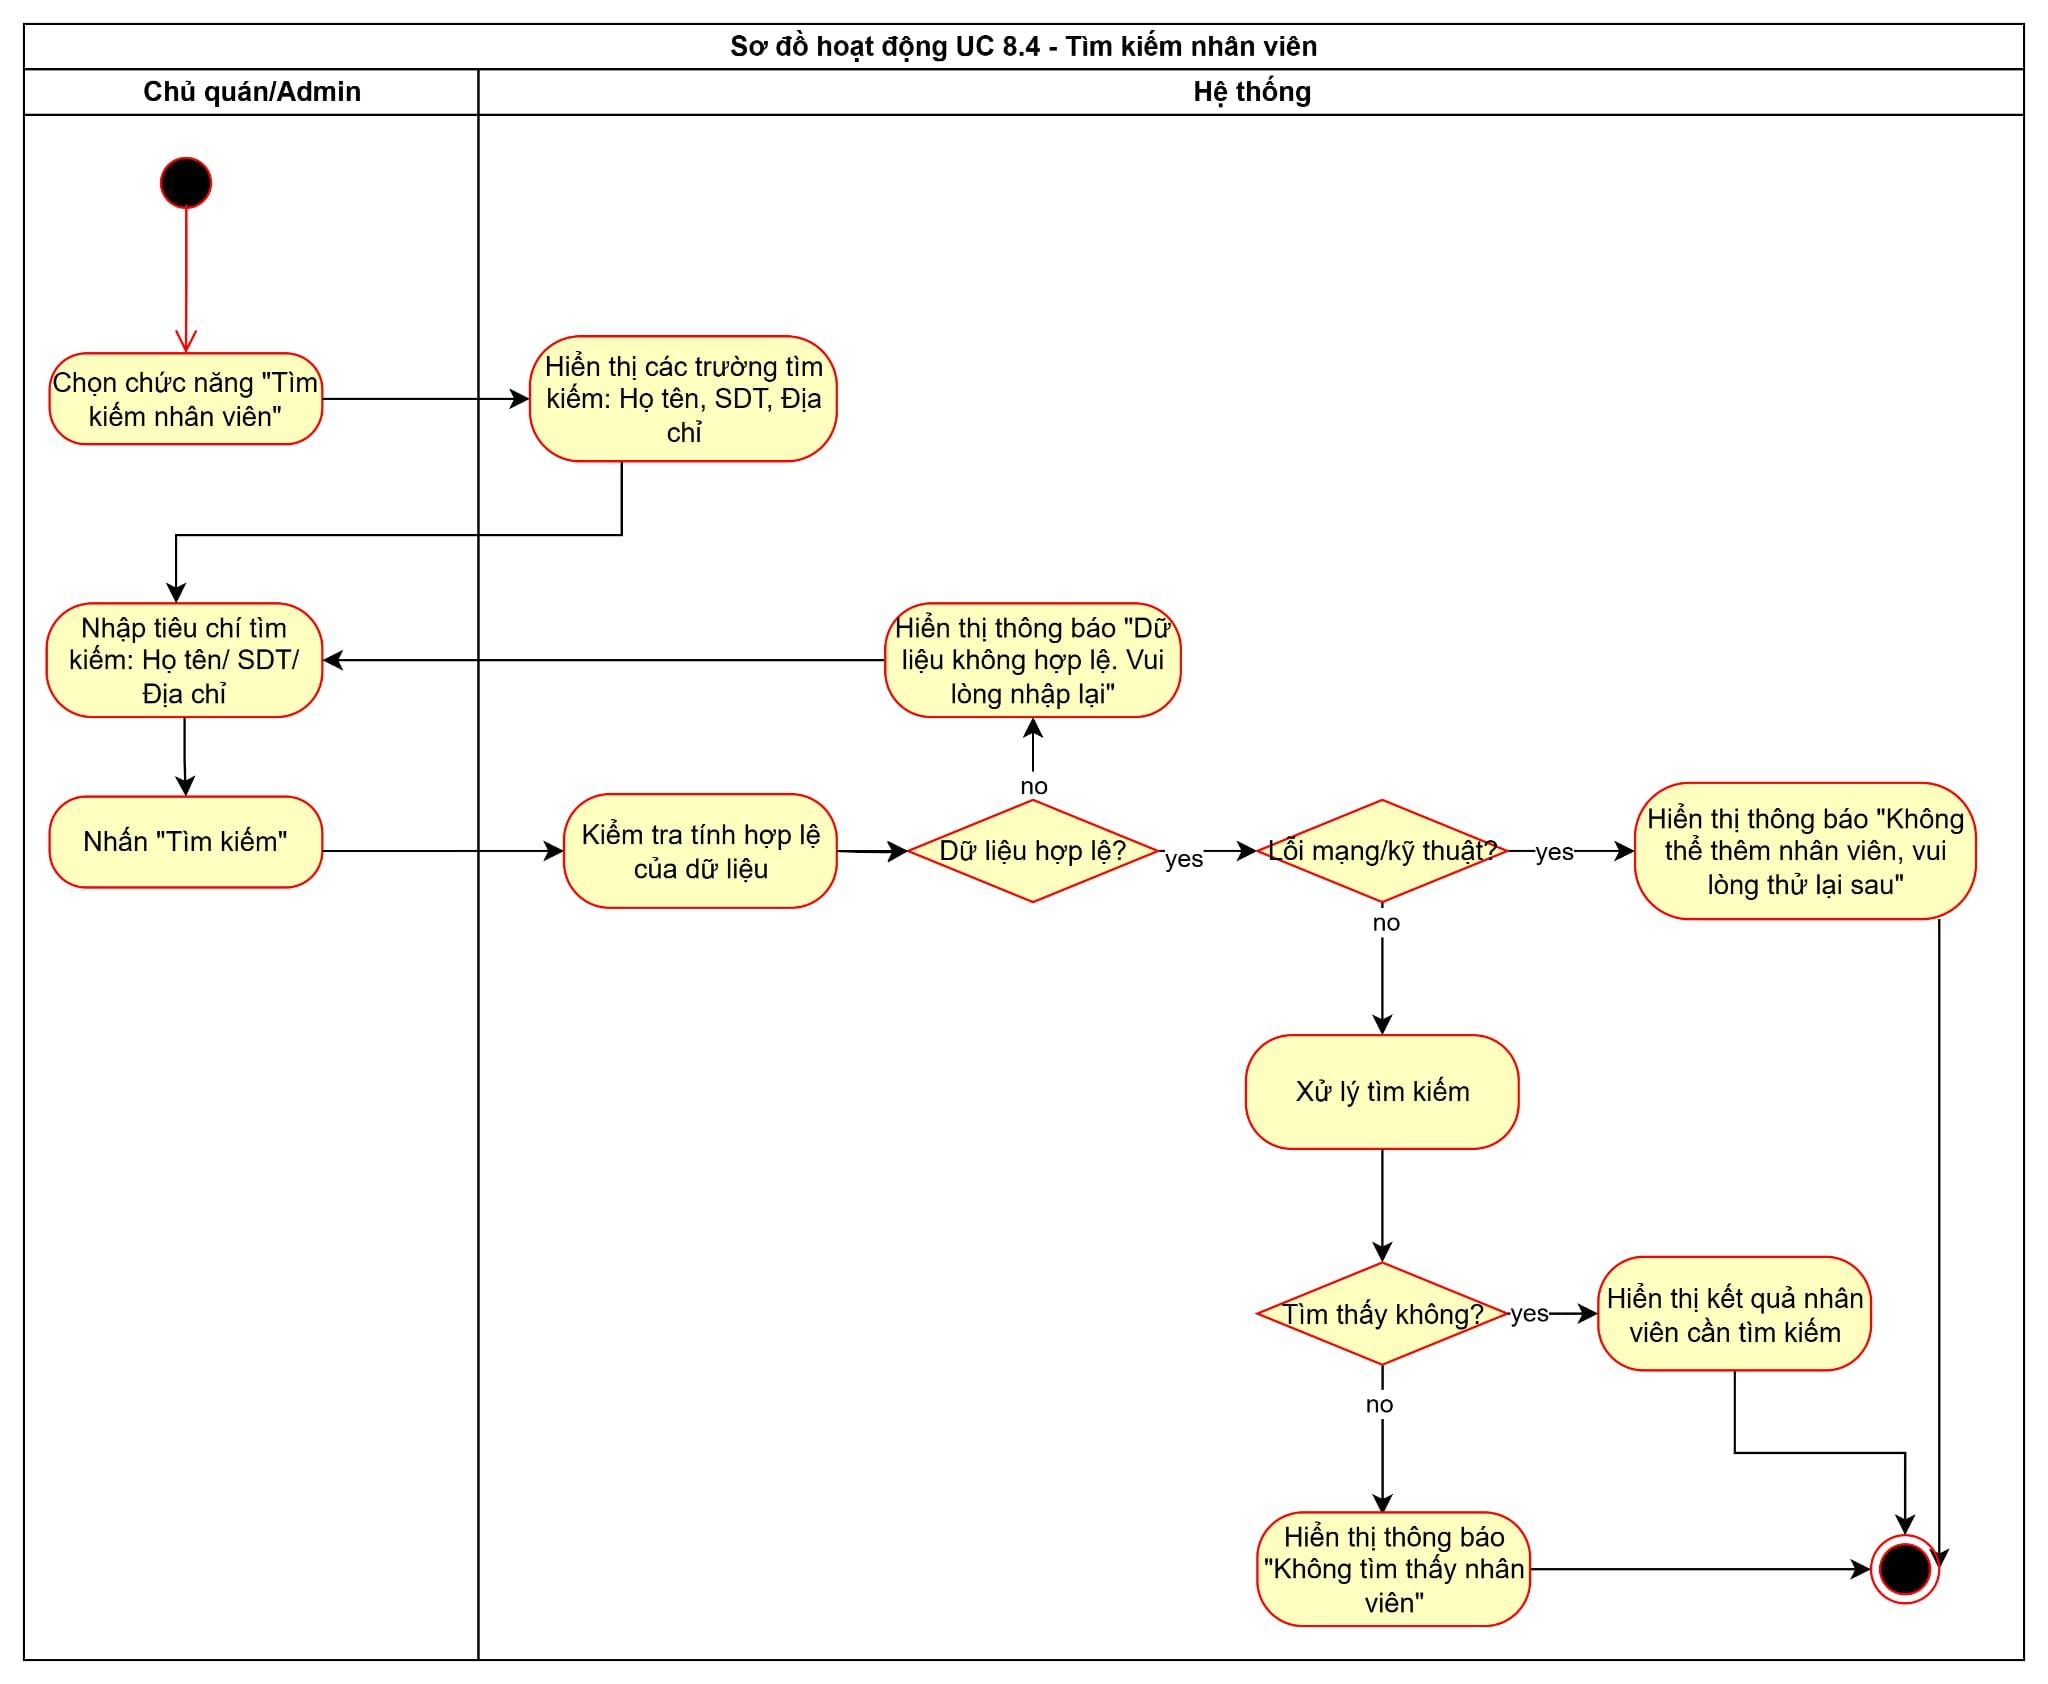 Sơ đồ hoạt động UC 8.4 - Tìm kiếm nhân viên
Chủ quán/Admin
Hệ thống
Chọn chức năng "Tìm
kiếm nhân viên"
Hiển thị các trường tìm
kiếm: Họ tên, SDT, Địa
chỉ
Nhập tiêu chí tìm
kiếm: Họ tên/ SDT/
Địa chỉ
Hiển thị thông báo "Dữ
liệu không hợp lệ. Vui
lòng nhập lại"
no
Nhấn "Tìm kiếm"
Kiểm tra tính hợp lệ
của dữ liệu
Dữ liệu hợp lệ?
yes
Lỗi mạng/kỹ thuật?
yes
Hiển thị thông báo "Không
thể thêm nhân viên, vui
lòng thử lại sau"
no
Xử lý tìm kiếm
Tìm thấy không?
yes
Hiển thị kết quả nhân
viên cần tìm kiếm
no
Hiển thị thông báo
"Không tìm thấy nhân
viên"